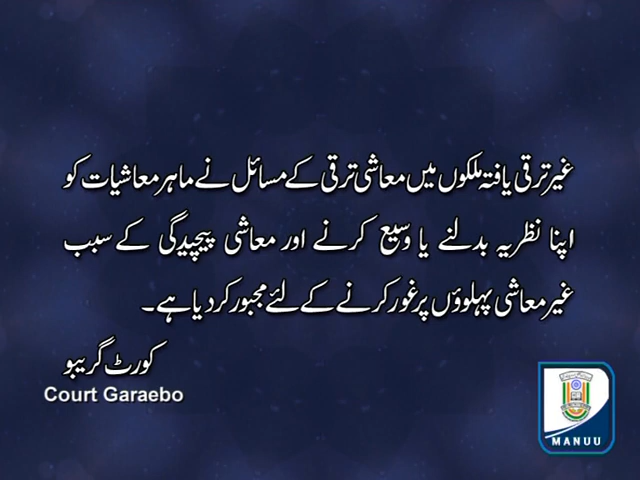 غیر ترقی یافتہ ملکوں میں معاشی ترقی کے مسائل نے ماہر معاشیات کو
اپنا نظریہ بدلنے یا وسیع کرنے اور معاشی پیچیدگی کے سبب
غیر معاشی پہلوؤں پر غور کرنے کے لئے مجبور کر دیا ہے۔
کورٹ گریبو
Court Garaebo
MANUU